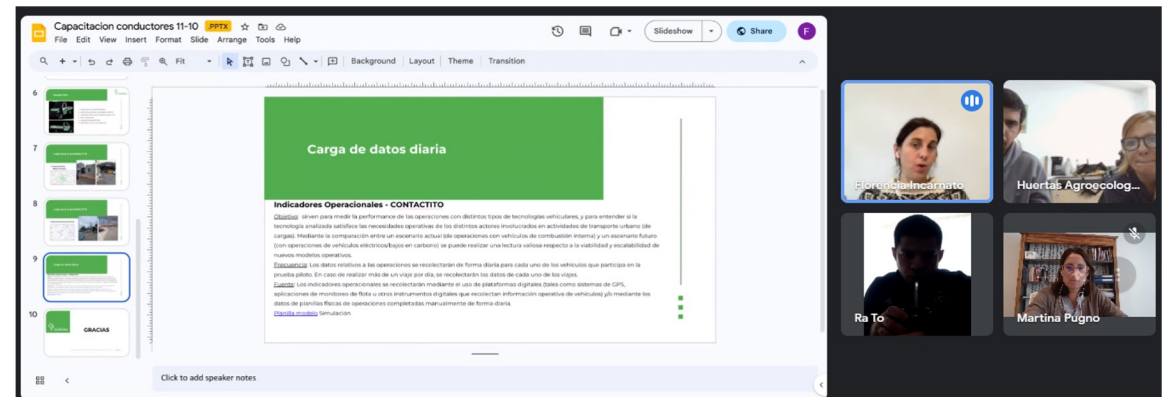 Capacitacion conductores 11-10 .PPTX
File Edit View Insert Format Slide Arrange Tools Help
Slideshow
Share
F
Fit
Background Layout Theme Transition
6
7
8
9
10
GRACIAS
Carga de datos diaria
Indicadores Operacionales - CONTACTITO
Objetivo: sirven para medir la performance de las operaciones con distintos tipos de tecnologías vehiculares, y para entender si la
tecnología analizada satisface las necesidades operativas de los distintos actores involucrados en actividades de transporte urbano (de
cargas). Mediante la comparación entre un escenario actual (de operaciones con vehículos de combustión interna) y un escenario futuro
(con operaciones de vehículos eléctricos/bajos en carbono) se puede realizar una lectura valiosa respecto a la viabilidad y escalabilidad de
nuevos modelos operativos.
Frecuencia: Los datos relativos a las operaciones se recolectarán de forma diaria para cada uno de los vehículos que participa en la
prueba piloto. En caso de realizar más de un viaje por día, se recolectarán los datos de cada uno de los viajes.
Fuente: Los indicadores operacionales se recolectarán mediante el uso de plataformas digitales (tales como sistemas de GPS,
aplicaciones de monitoreo de flota u otros instrumentos digitales que recolectan información operativa de vehículos) y/o mediante los
datos de planillas físicas de operaciones completadas manualmente de forma diaria.
Planilla modelo Simulación
Click to add speaker notes
Florencia Incarnato
Huertas Agroecolog...
Ra To
Martina Pugno